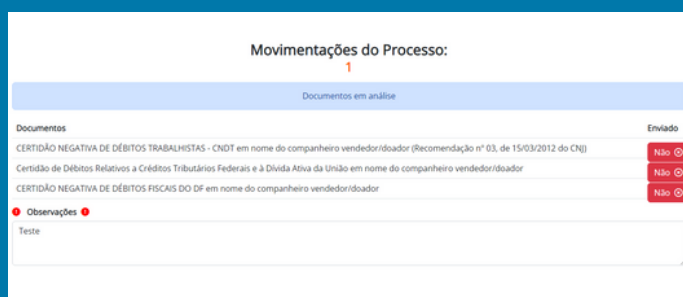 Movimentações do Processo:
1
Documentos em análise
Documentos Enviado
CERTIDÃO NEGATIVA DE DÉBITOS TRABALHISTAS - CNDT em nome do companheiro vendedor/doador (Recomendação nº 03, de 15/03/2012 do CNJ) Não
Certidão de Débitos Relativos a Créditos Tributários Federais e à Dívida Ativa da União em nome do companheiro vendedor/doador Não
CERTIDÃO NEGATIVA DE DÉBITOS FISCAIS DO DF em nome do companheiro vendedor/doador Não
Observações
Teste